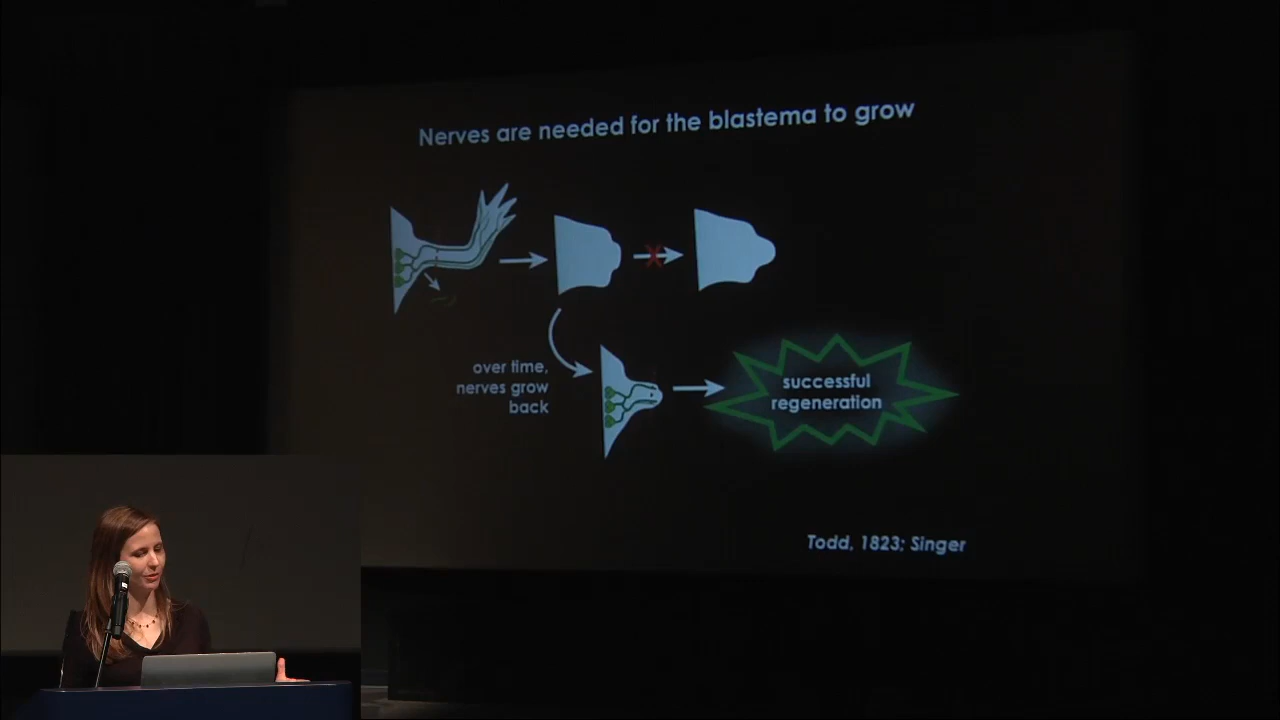 Nerves are needed for the blastema to grow
X
over time,
nerves grow
back
successful
regeneration
Todd, 1823; Singer